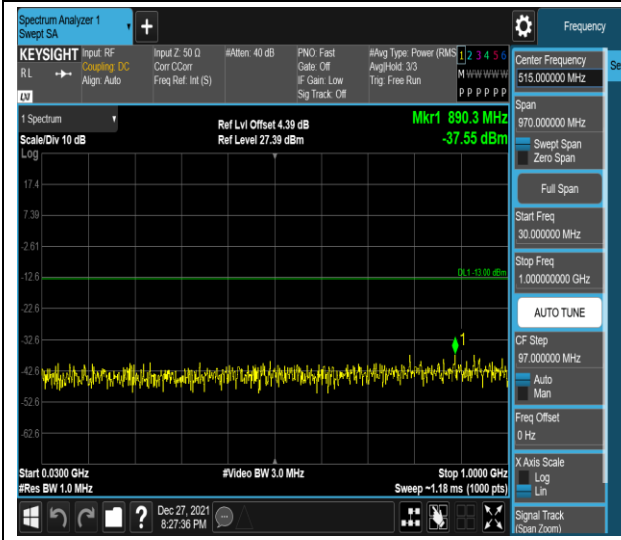 Spectrum Analyzer 1
Swept SA
Frequency
KEYSIGHT
RL
LXI
Input: RF
Coupling: DC
Align: Auto
Input Z: 50 Ω
Corr CCorr
Freq Ref: Int (S)
#Atten: 40 dB
PNO: Fast
Gate: Off
IF Gain: Low
Sig Track: Off
#Avg Type: Power (RMS
Avg|Hold: 3/3
Trig: Free Run
1 2 3 4 5 6
M W W W W W
P P P P P P
1 Spectrum
Scale/Div 10 dB
Ref Lvl Offset 4.39 dB
Ref Level 27.39 dBm
Mkr1 890.3 MHz
-37.55 dBm
Log
17.4
7.39
-2.61
-12.6
DL1 -13.00 dBm
-22.6
-32.6
1
-42.6
-52.6
-62.6
Start 0.0300 GHz
#Video BW 3.0 MHz
Stop 1.0000 GHz
#Res BW 1.0 MHz
Sweep ~1.18 ms (1000 pts)
?
Dec 27, 2021
8:27:36 PM
Center Frequency
515.000000 MHz
Se
Span
970.000000 MHz
Swept Span
Zero Span
Full Span
Start Freq
30.000000 MHz
Stop Freq
1.000000000 GHz
AUTO TUNE
CF Step
97.000000 MHz
Auto
Man
Freq Offset
0 Hz
X Axis Scale
Log
Lin
Signal Track
(Span Zoom)